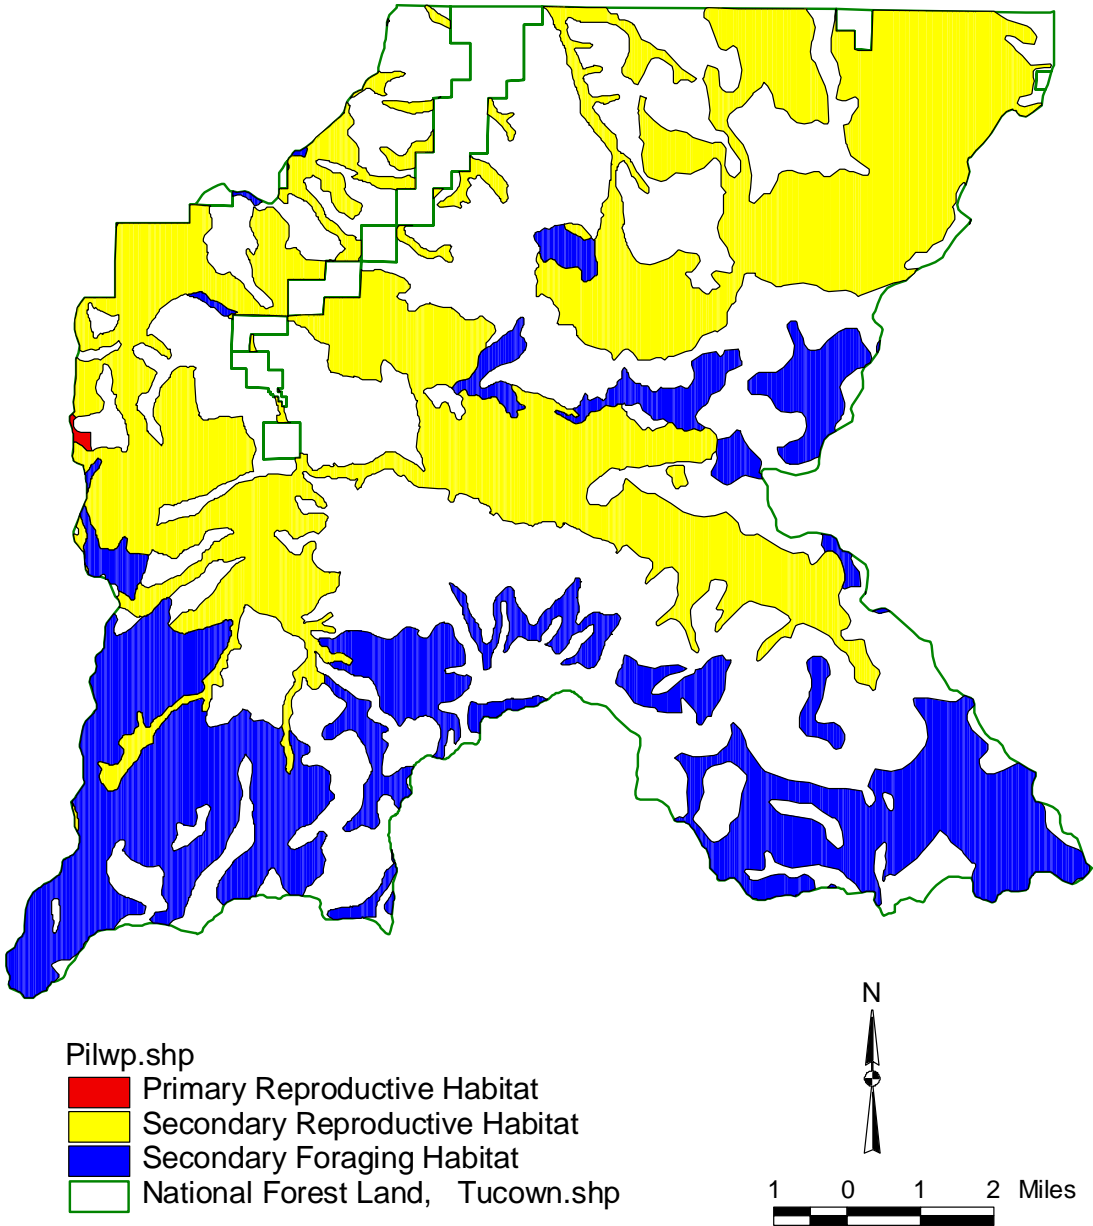 N
Pilwp.shp
Primary Reproductive Habitat
Secondary Reproductive Habitat
Secondary Foraging Habitat
National Forest Land, Tucown.shp
1 0 1 2 Miles